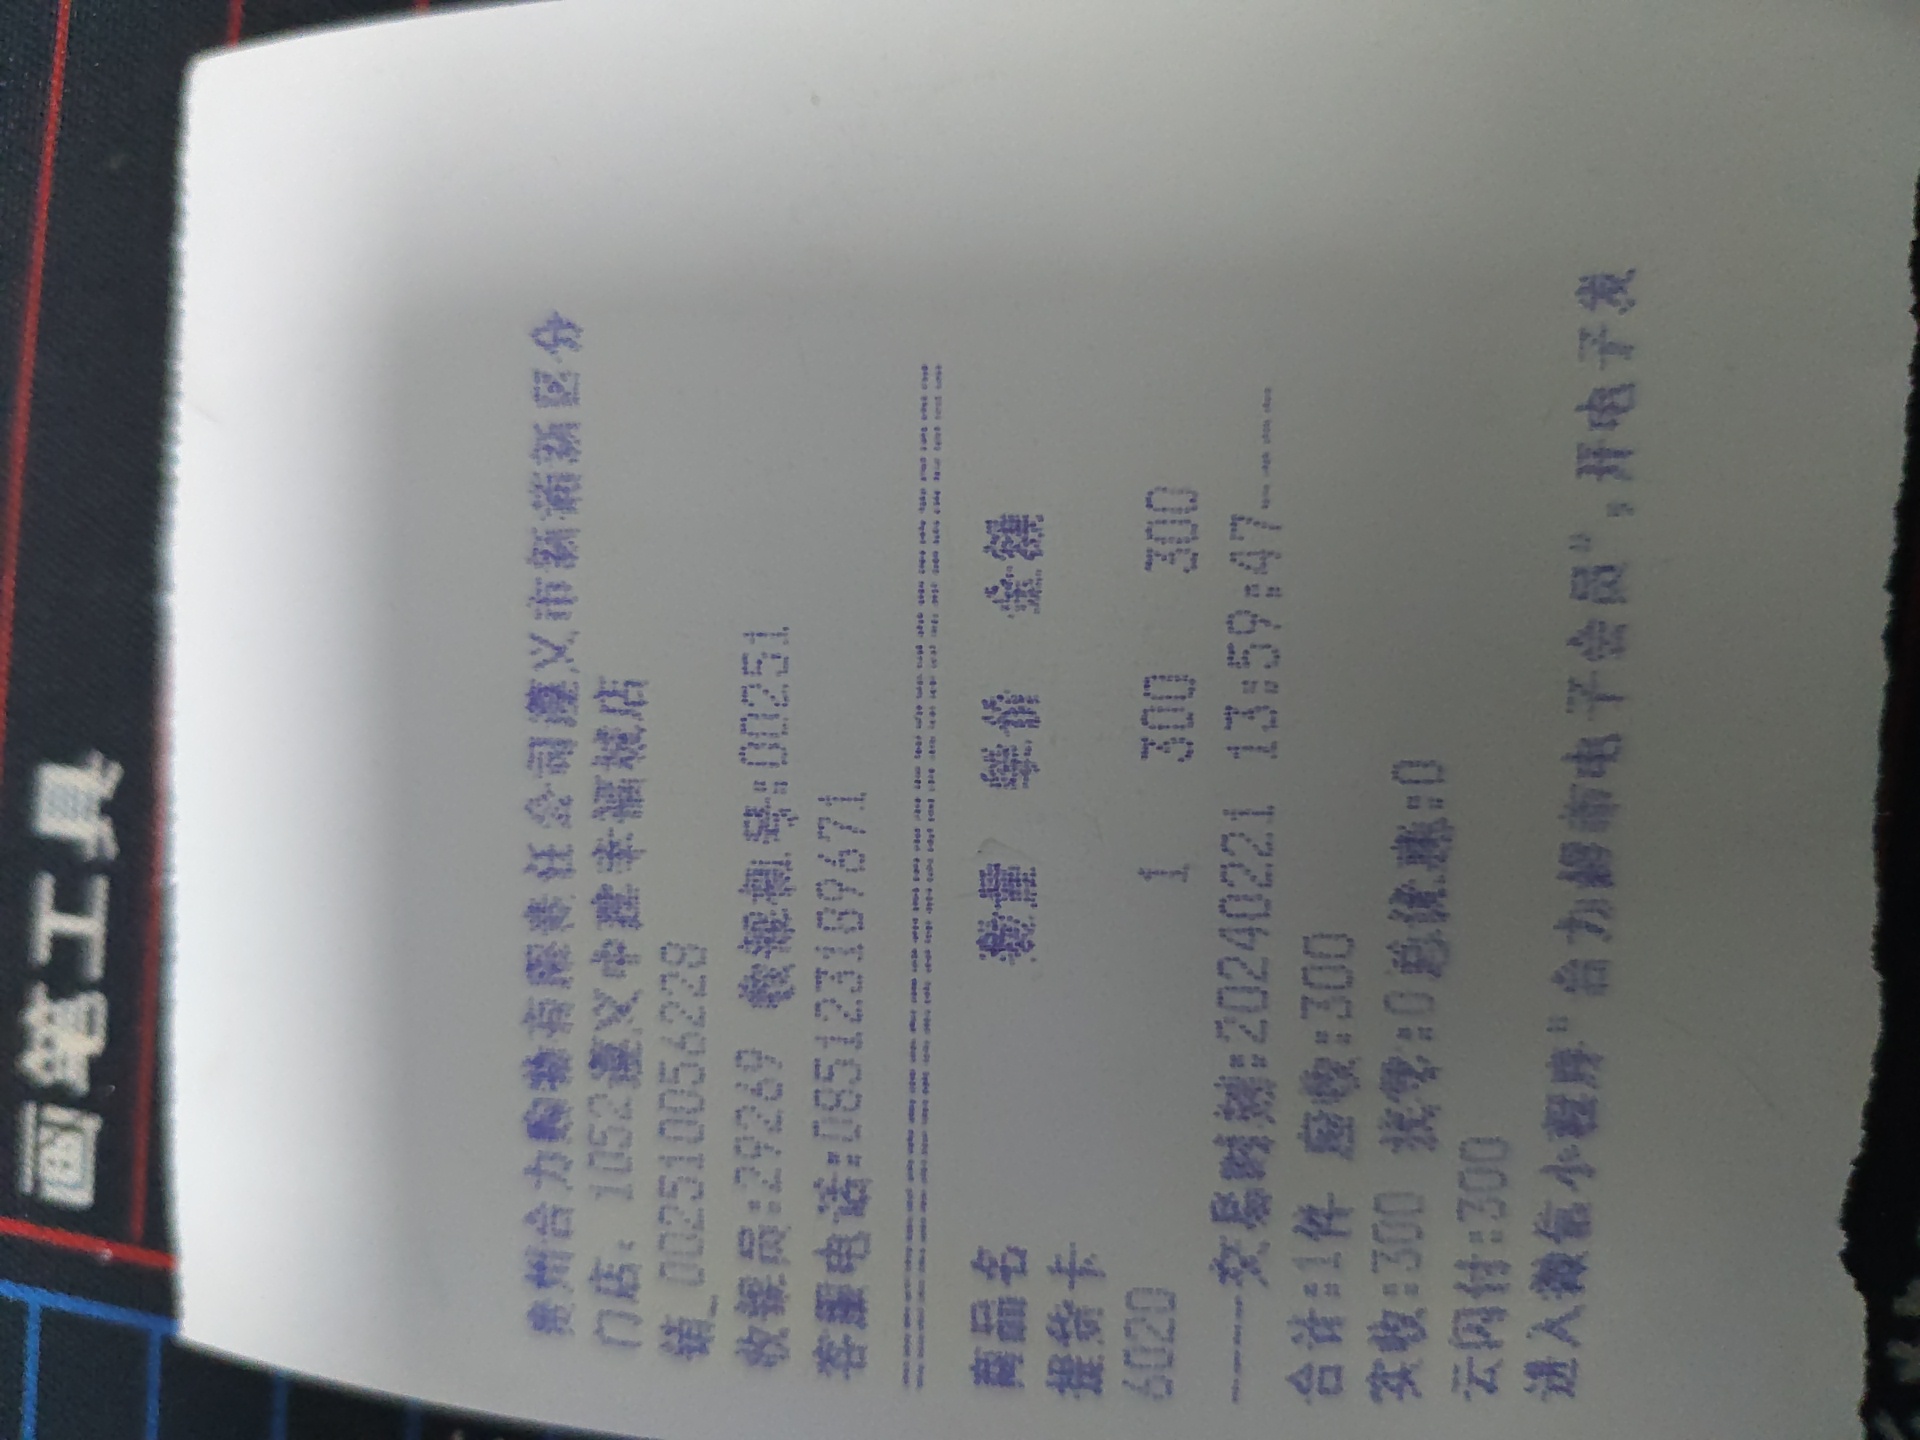 画笔工具
贵州合力购物有限责任公司遵义市新蒲新区分
门店: 1052遵义中建幸福城店
销_0025100562​28
收银员:29269 收银机号:00251
客服电话:085123109671
========================================
商品名 数量 单价 金额
提货卡
6020 1 300 300
----交易时刻:20240221 13:59:47-----
合计:1件 应收:300
实收:300 找零:0总优惠:0
云闪付:300
进入微信小程序"合力超市电子会员",开电子发